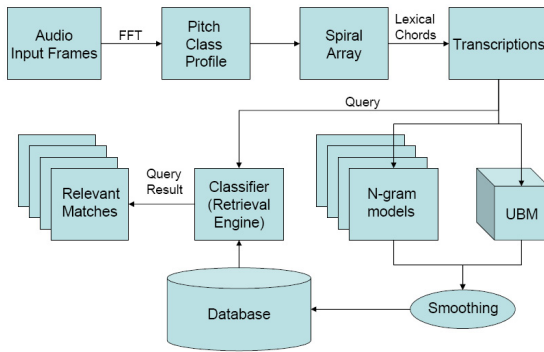 Audio
Input Frames
FFT
Pitch
Class
Profile
Spiral
Array
Lexical
Chords
Transcriptions
Query
Relevant
Matches
Query
Result
Classifier
(Retrieval
Engine)
N-gram
models
UBM
Database
Smoothing